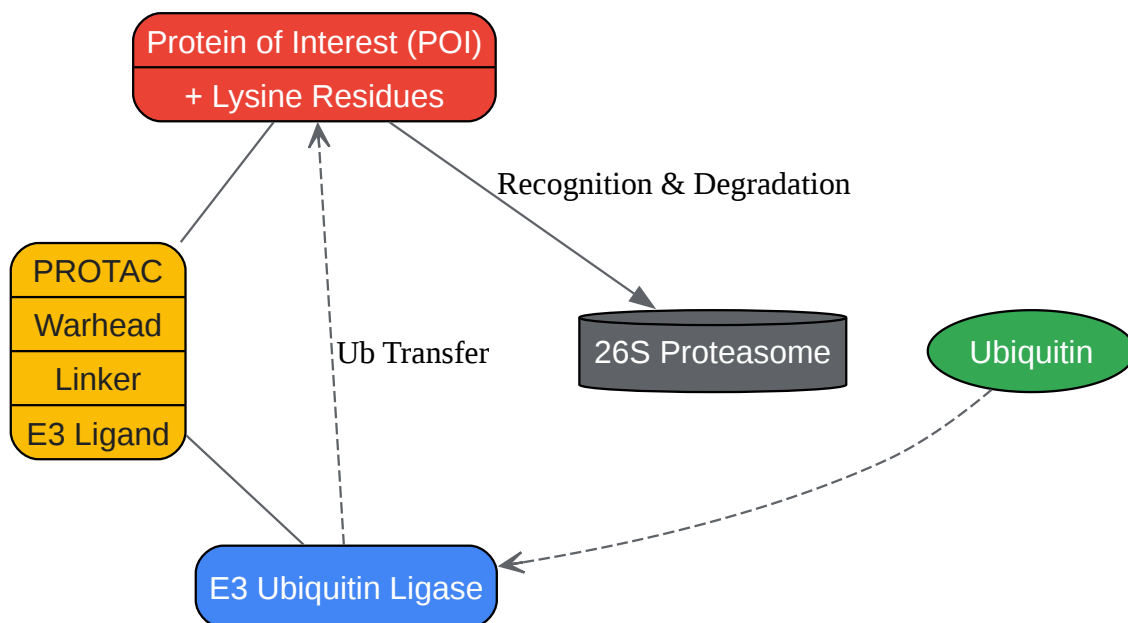 Protein of Interest (POI)
+ Lysine Residues
Recognition & Degradation
PROTAC
Warhead
Linker
E3 Ligand
Ub Transfer
26S Proteasome
Ubiquitin
E3 Ubiquitin Ligase